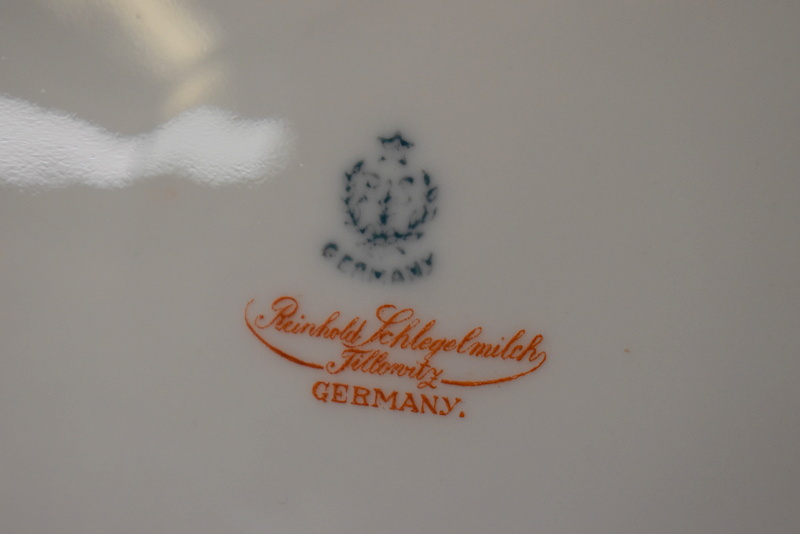 GERMANY
Reinhold Schlegelmilch
Tillowitz
GERMANY.